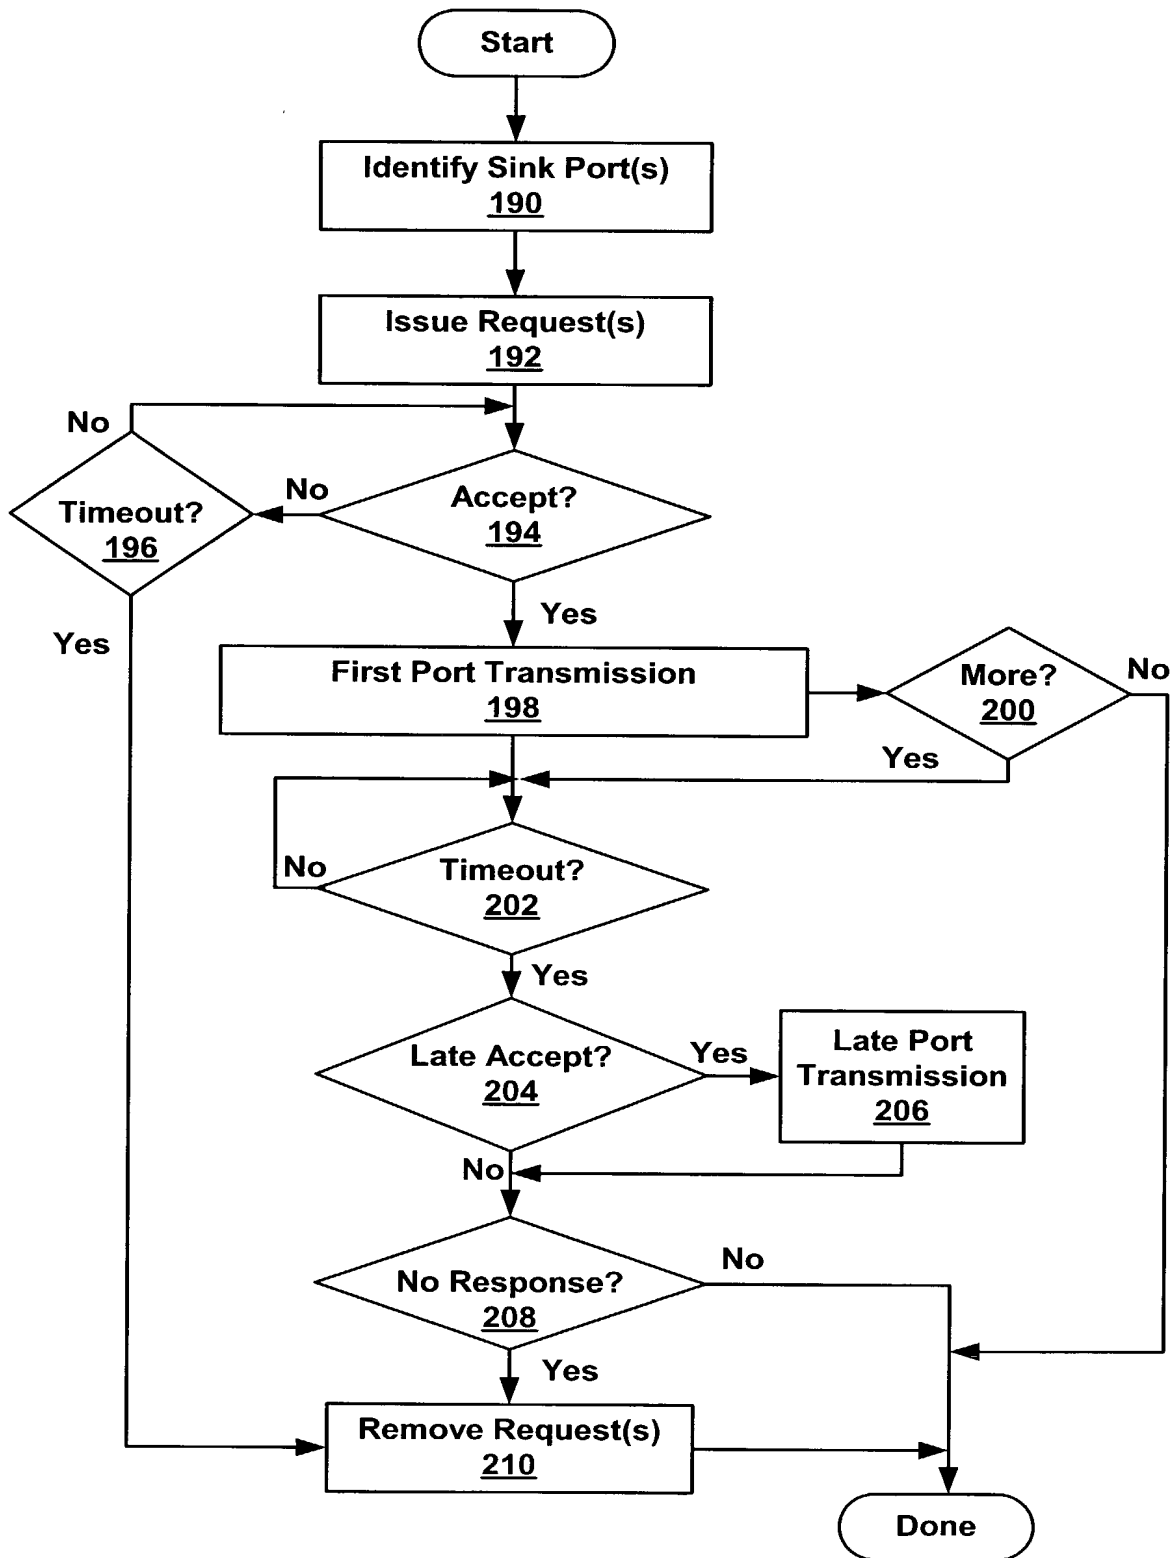 Start
Identify Sink Port(s)
190
Issue Request(s)
192
No
Timeout?
196
No
Accept?
194
Yes
Yes
First Port Transmission
198
More?
200
No
Yes
No
Timeout?
202
Yes
Late Accept?
204
Yes
Late Port
Transmission
206
No
No Response?
208
No
Yes
Remove Request(s)
210
Done